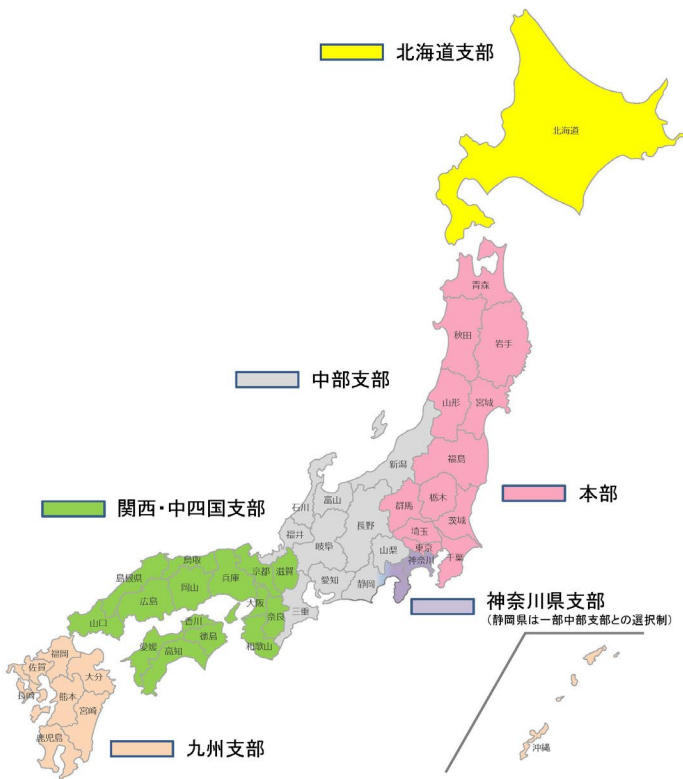 北海道支部
北海道
青森
秋田
岩手
中部支部
山形
宮城
新潟
福島
本部
関西・中四国支部
石川
富山
群馬
栃木
茨城
福井
長野
埼玉
岐阜
山梨
東京
千葉
神奈川
鳥取
京都
滋賀
島根県
兵庫
愛知
静岡
岡山
広島
大阪
三重
奈良
神奈川県支部
(静岡県は一部中部支部との選択制)
山口
香川
徳島
和歌山
愛媛
高知
福岡
佐賀
大分
長崎
熊本
宮崎
鹿児島
九州支部
沖縄